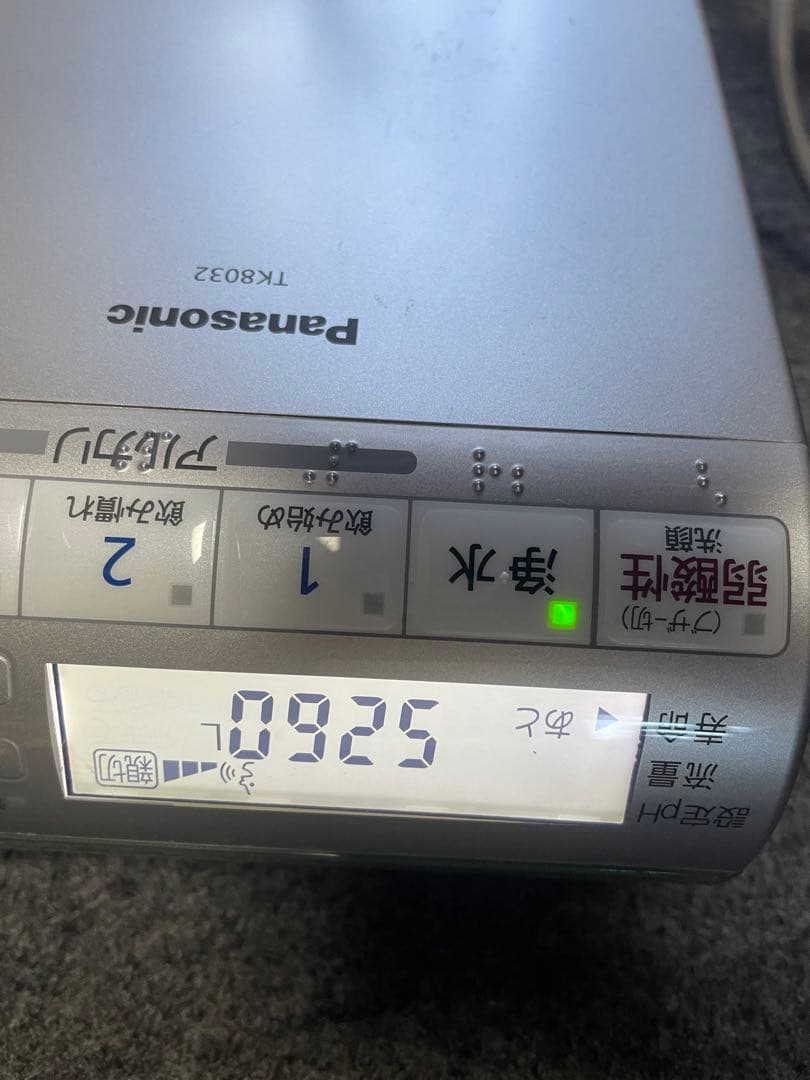 設定pH
流量
寿命
親切
あと 5260L
(ブザー切)
弱酸性
洗顔
浄水
1
飲み始め
2
飲み慣れ
アルカリ
Panasonic
TK8032